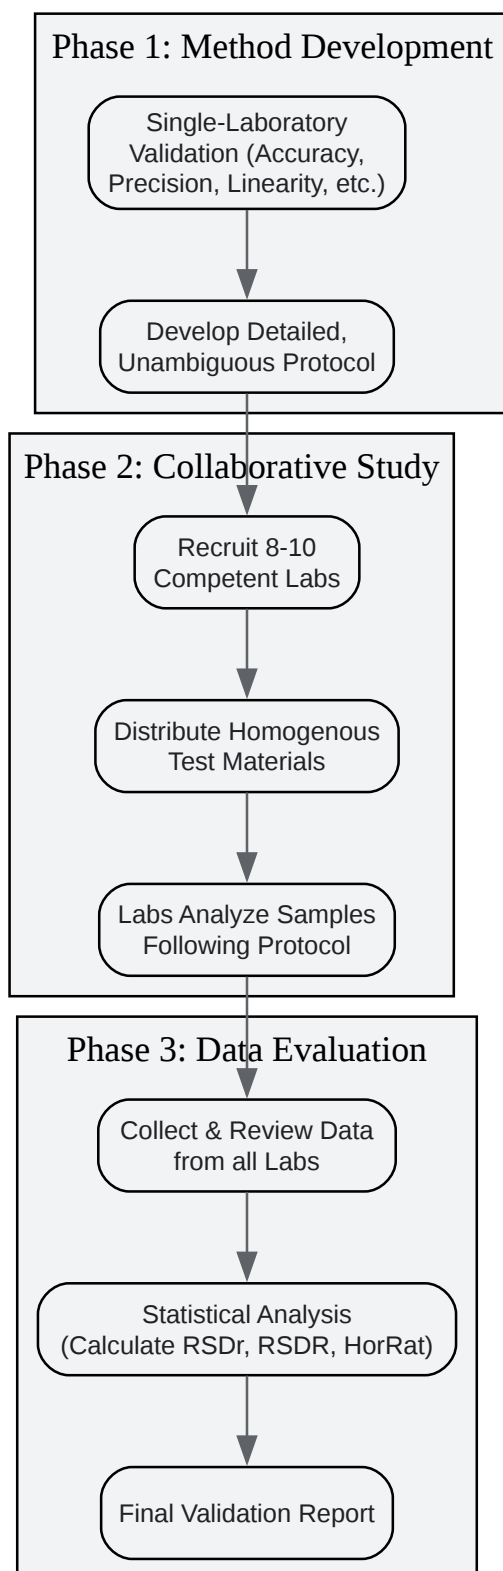 Phase 1: Method Development
Single-Laboratory
Validation (Accuracy,
Precision, Linearity, etc.)
Develop Detailed,
Unambiguous Protocol
Phase 2: Collaborative Study
Recruit 8-10
Competent Labs
Distribute Homogenous
Test Materials
Labs Analyze Samples
Following Protocol
Phase 3: Data Evaluation
Collect & Review Data
from all Labs
Statistical Analysis
(Calculate RSDr, RSDR, HorRat)
Final Validation Report